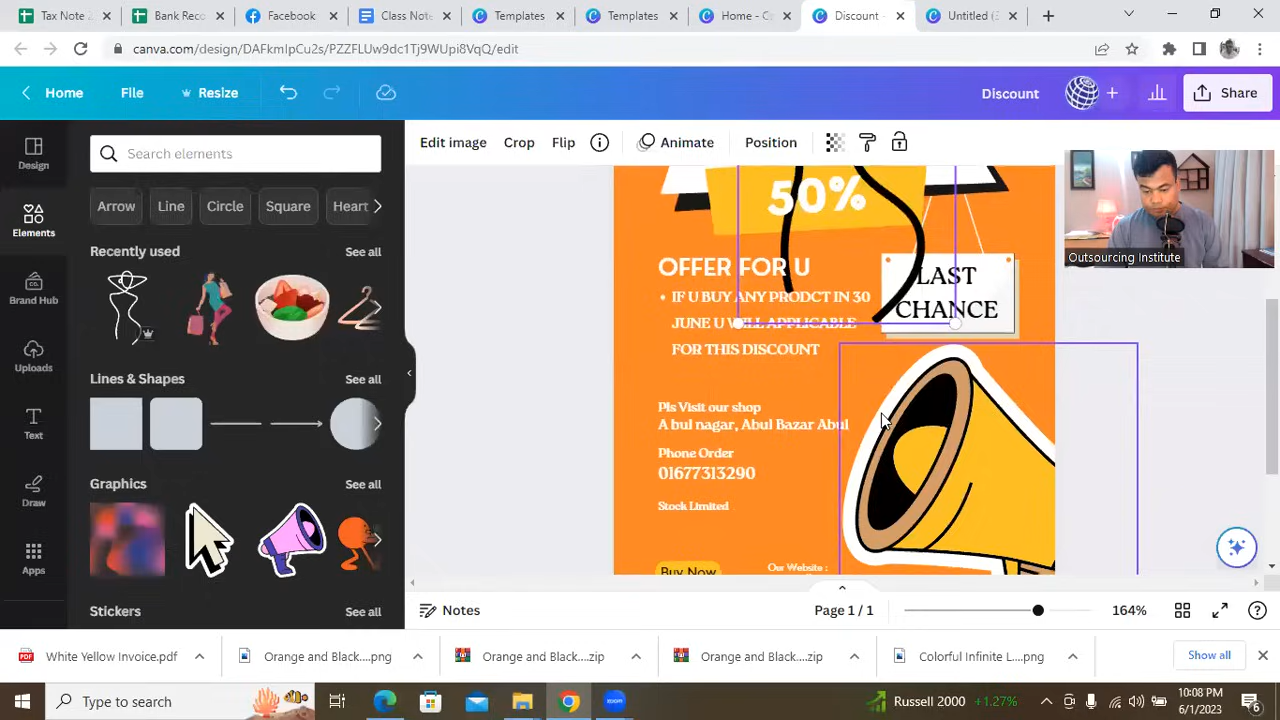 Tax Note
Bank Reco
Facebook
Class Note
Templates
Templates
Home - C
Discount -
Untitled (
canva.com/design/DAFkmIpCu2s/PZZFLUw9dc1Tj9WUpi8VqQ/edit
Home
File
Resize
Discount
Share
Design
Elements
Brand Hub
Uploads
Text
Draw
Apps
Search elements
Arrow
Line
Circle
Square
Heart
Recently used
See all
Lines & Shapes
See all
Graphics
See all
Stickers
See all
Edit image
Crop
Flip
Animate
Position
50%
OFFER FOR U
• IF U BUY ANY PRODCT IN 30
JUNE U WILL APPLICABLE
FOR THIS DISCOUNT
LAST
CHANCE
Pls Visit our shop
A bul nagar, Abul Bazar Abul
Phone Order
01677313290
Stock Limited
Buy Now
Our Website :
Outsourcing Institute
Notes
Page 1 / 1
164%
White Yellow Invoice.pdf
Orange and Black....png
Orange and Black....zip
Orange and Black....zip
Colorful Infinite L....png
Show all
Type here to search
Russell 2000 +1.27%
10:08 PM
6/1/2023
6